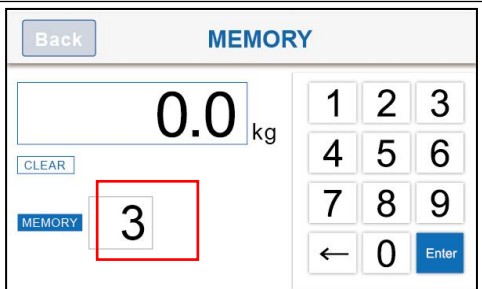 Back
MEMORY
0.0 kg
CLEAR
MEMORY 3
1 2 3
4 5 6
7 8 9
← 0 Enter